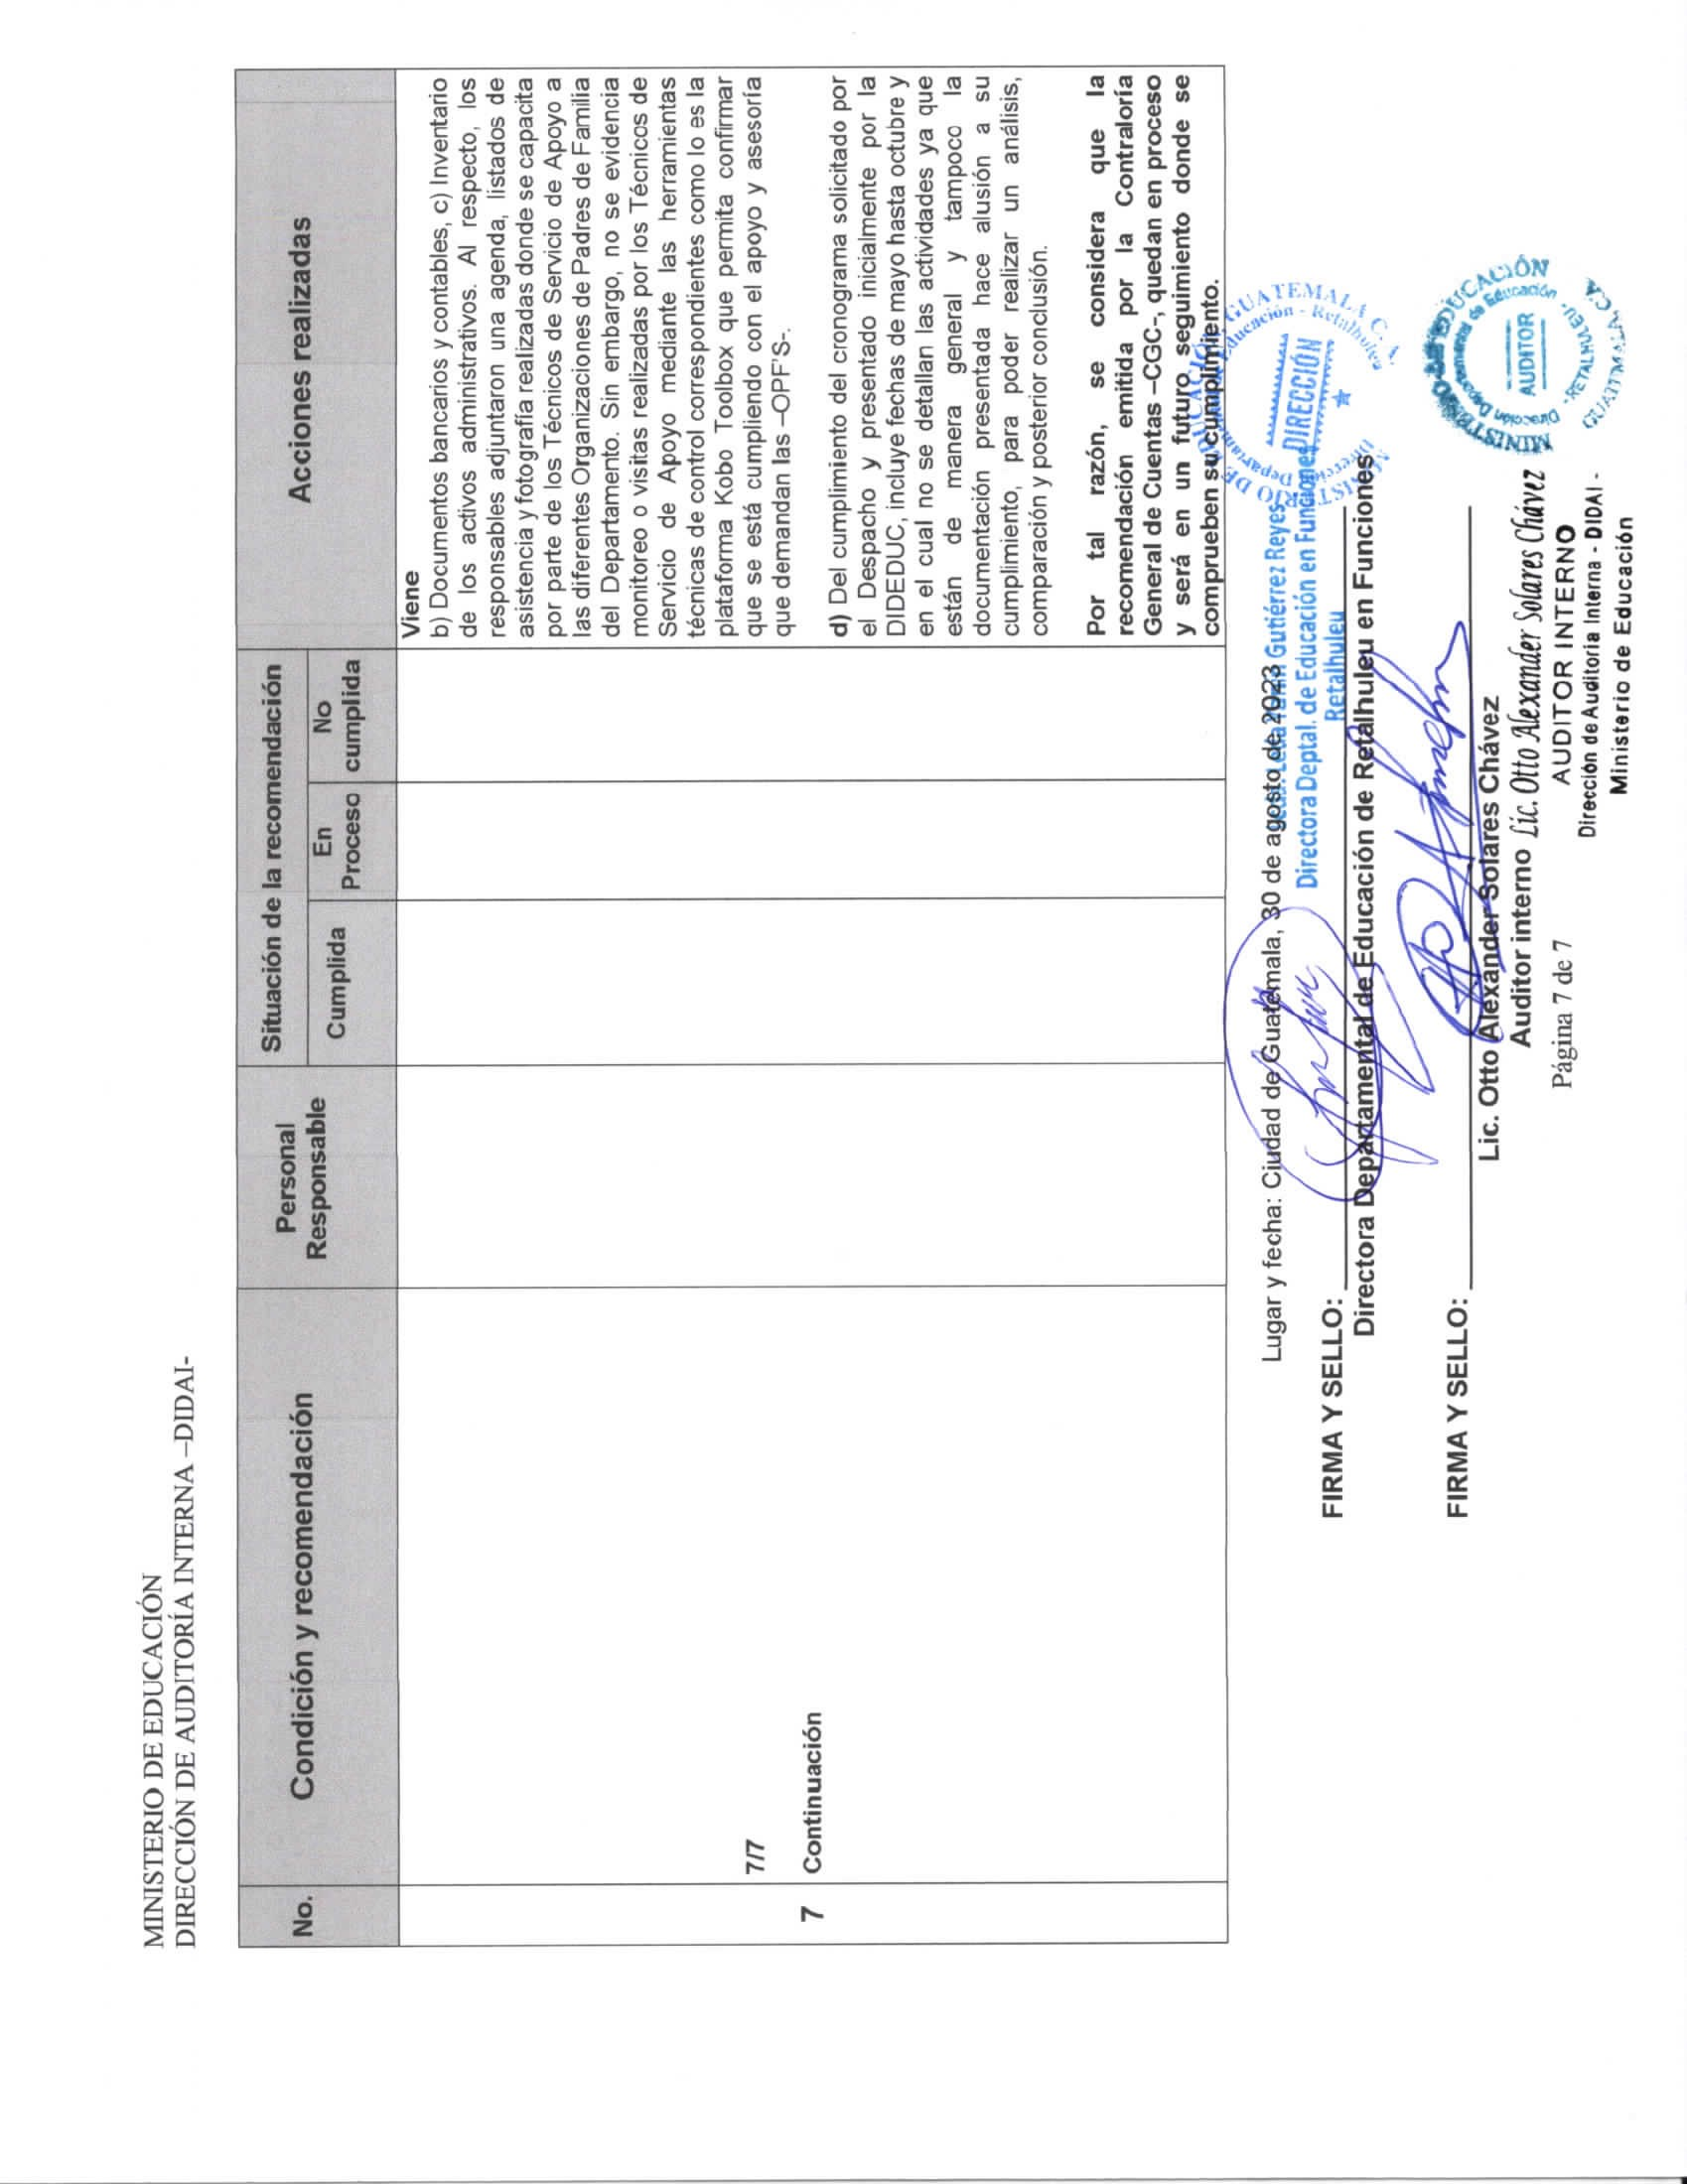 MINISTERIO DE EDUCACIÓN
DIRECCIÓN DE AUDITORÍA INTERNA –DIDAI-
No.
Condición y recomendación
Personal
Responsable
Situación de la recomendación
Cumplida
En
Proceso
No
cumplida
Acciones realizadas
7/7
7 Continuación
Viene
b) Documentos bancarios y contables, c) Inventario
de los activos administrativos. Al respecto, los
responsables adjuntaron una agenda, listados de
asistencia y fotografía realizadas donde se capacita
por parte de los Técnicos de Servicio de Apoyo a
las diferentes Organizaciones de Padres de Familia
del Departamento. Sin embargo, no se evidencia
monitoreo o visitas realizadas por los Técnicos de
Servicio de Apoyo mediante las herramientas
técnicas de control correspondientes como lo es la
plataforma Kobo Toolbox que permita confirmar
que se está cumpliendo con el apoyo y asesoría
que demandan las –OPF'S-.
d) Del cumplimiento del cronograma solicitado por
el Despacho y presentado inicialmente por la
DIDEDUC, incluye fechas de mayo hasta octubre y
en el cual no se detallan las actividades ya que
están de manera general y tampoco la
documentación presentada hace alusión a su
cumplimiento, para poder realizar un análisis,
comparación y posterior conclusión.
Por tal razón, se considera que la
recomendación emitida por la Contraloría
General de Cuentas –CGC-, quedan en proceso
y será en un futuro seguimiento donde se
comprueben su cumplimiento.
Lugar y fecha: Ciudad de Guatemala, 30 de agosto de 2023
Gutiérrez Reyes
Directora Deptal. de Educación en Funciones
Retalhuleu
FIRMA Y SELLO:
Directora Departamental de Educación de Retalhuleu en Funciones
GUATEMALA C. A.
DIRECCIÓN
FIRMA Y SELLO:
Lic. Otto Alexander Solares Chávez
Auditor interno
Lic. Otto Alexander Solares Chávez
AUDITOR INTERNO
Dirección de Auditoria Interna - DIDAI -
Ministerio de Educación
AUDITOR
-RETALHULEU-
Página 7 de 7